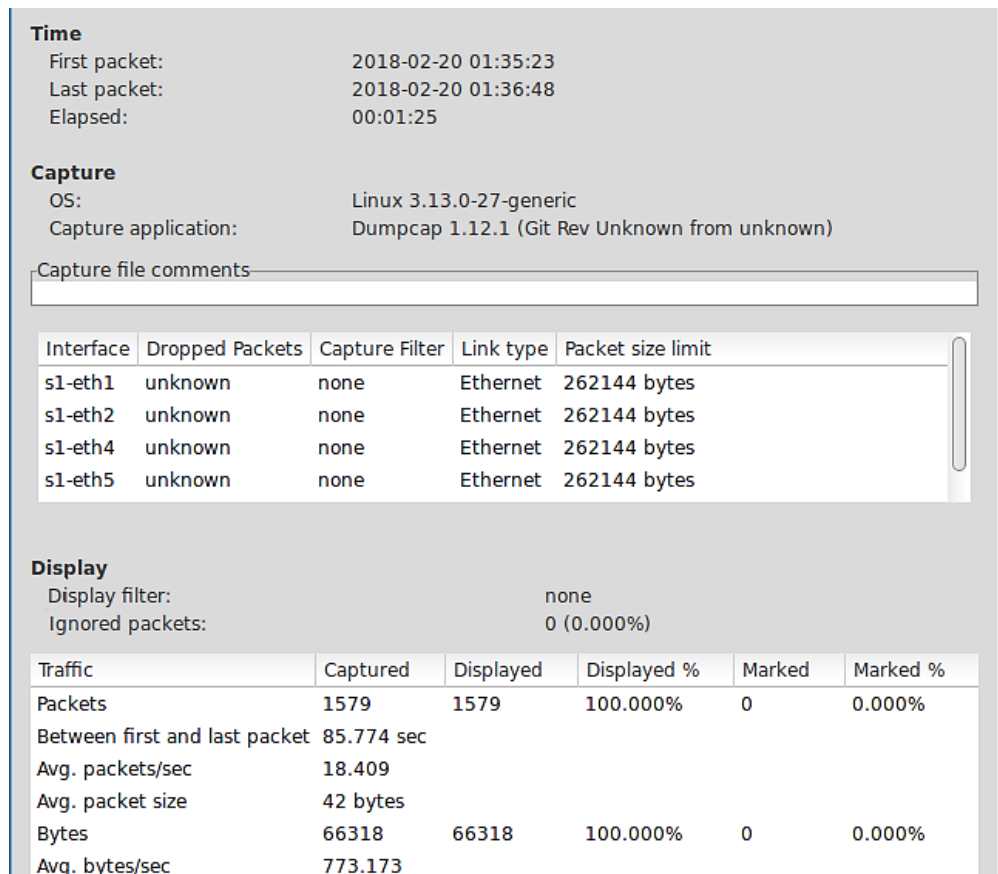 Time
First packet: 2018-02-20 01:35:23
Last packet: 2018-02-20 01:36:48
Elapsed: 00:01:25
Capture
OS: Linux 3.13.0-27-generic
Capture application: Dumpcap 1.12.1 (Git Rev Unknown from unknown)
Capture file comments
Interface Dropped Packets Capture Filter Link type Packet size limit
s1-eth1 unknown none Ethernet 262144 bytes
s1-eth2 unknown none Ethernet 262144 bytes
s1-eth4 unknown none Ethernet 262144 bytes
s1-eth5 unknown none Ethernet 262144 bytes
Display
Display filter: none
Ignored packets: 0 (0.000%)
Traffic Captured Displayed Displayed % Marked Marked %
Packets 1579 1579 100.000% 0 0.000%
Between first and last packet 85.774 sec
Avg. packets/sec 18.409
Avg. packet size 42 bytes
Bytes 66318 66318 100.000% 0 0.000%
Avg. bytes/sec 773.173